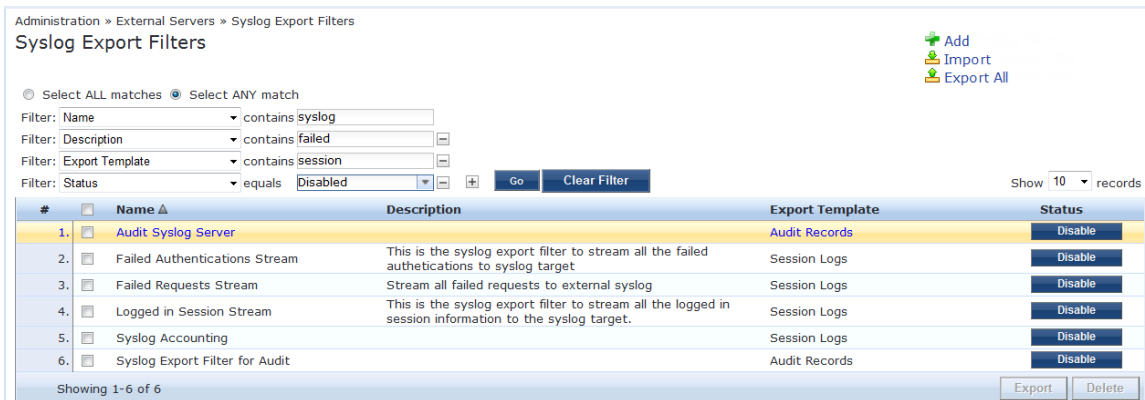 Administration » External Servers » Syslog Export Filters
Syslog Export Filters
Add
Import
Export All
Select ALL matches Select ANY match
Filter: Name contains syslog
Filter: Description contains failed
Filter: Export Template contains session
Filter: Status equals Disabled Go Clear Filter Show 10 records
# Name Description Export Template Status
1. Audit Syslog Server Audit Records Disable
2. Failed Authentications Stream This is the syslog export filter to stream all the failed authetications to syslog target Session Logs Disable
3. Failed Requests Stream Stream all failed requests to external syslog Session Logs Disable
4. Logged in Session Stream This is the syslog export filter to stream all the logged in session information to the syslog target. Session Logs Disable
5. Syslog Accounting Session Logs Disable
6. Syslog Export Filter for Audit Audit Records Disable
Showing 1-6 of 6 Export Delete